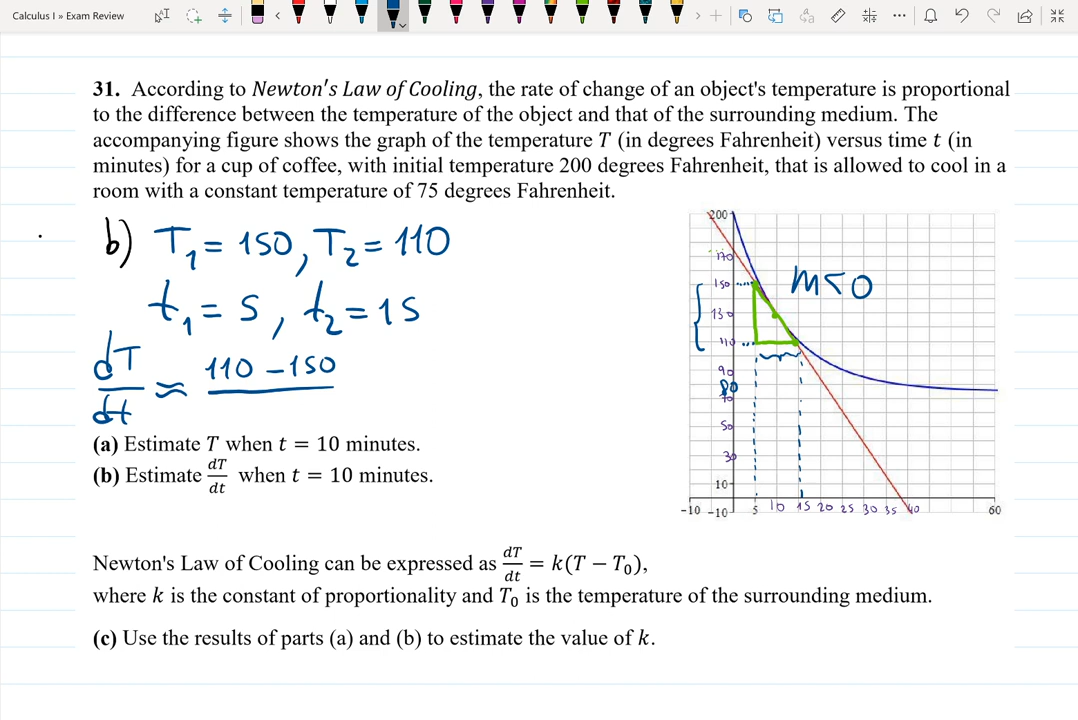 Calculus I » Exam Review
31. According to Newton's Law of Cooling, the rate of change of an object's temperature is proportional
to the difference between the temperature of the object and that of the surrounding medium. The
accompanying figure shows the graph of the temperature T (in degrees Fahrenheit) versus time t (in
minutes) for a cup of coffee, with initial temperature 200 degrees Fahrenheit, that is allowed to cool in a
room with a constant temperature of 75 degrees Fahrenheit.
b) T₁ = 150, T₂ = 110
t₁ = 5, t₂ = 15
dT/dt ≈ 110 - 150
(a) Estimate T when t = 10 minutes.
(b) Estimate dT/dt when t = 10 minutes.
200
170
150
m<0
130
110
90
80
70
50
30
10
-10 -10 5 10 15 20 25 30 35 40 60
Newton's Law of Cooling can be expressed as dT/dt = k(T − T₀),
where k is the constant of proportionality and T₀ is the temperature of the surrounding medium.
(c) Use the results of parts (a) and (b) to estimate the value of k.